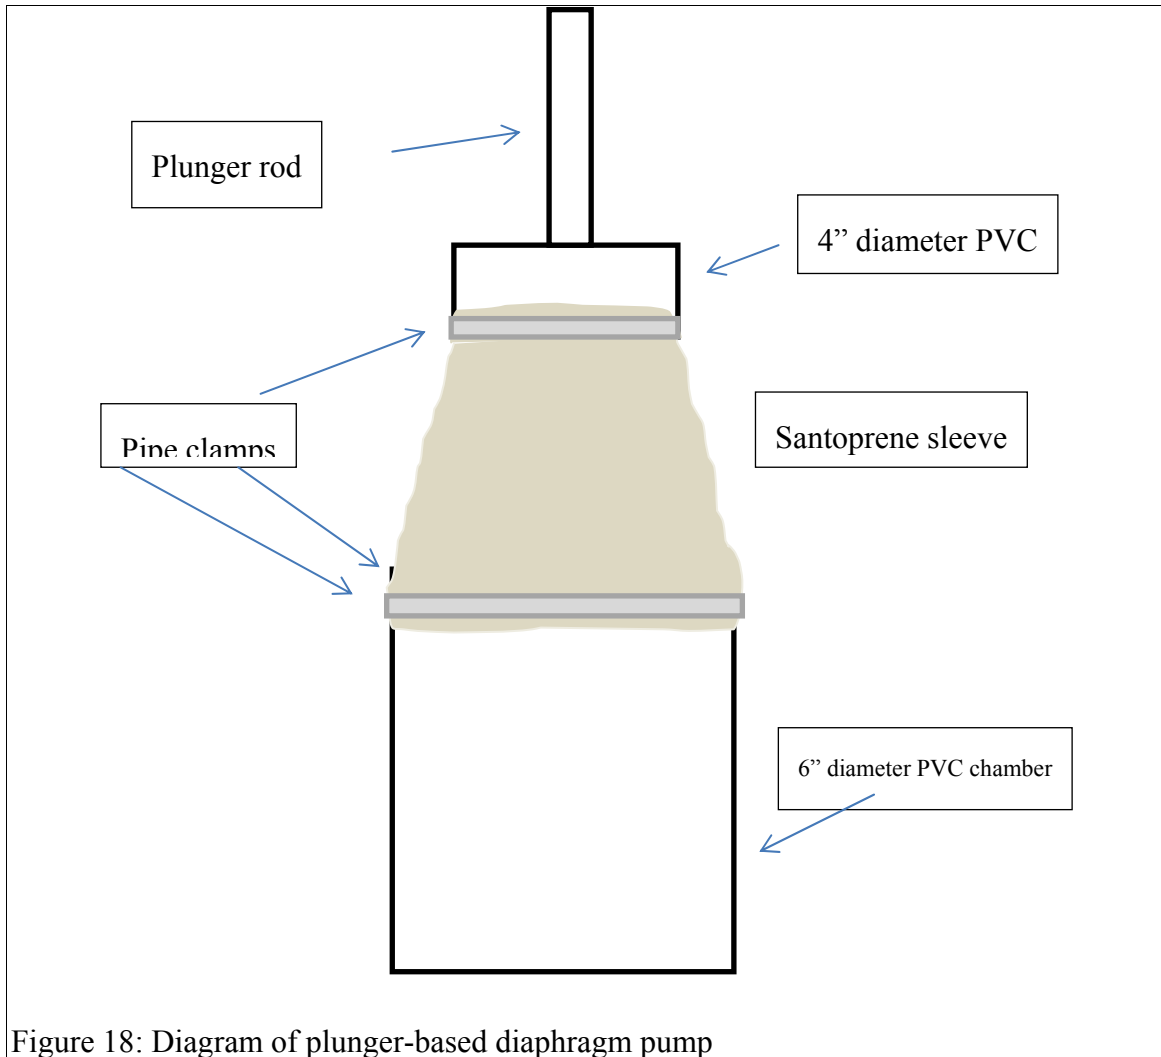 Plunger rod
4” diameter PVC
Pipe clamps
Santoprene sleeve
6” diameter PVC chamber
Figure 18: Diagram of plunger-based diaphragm pump